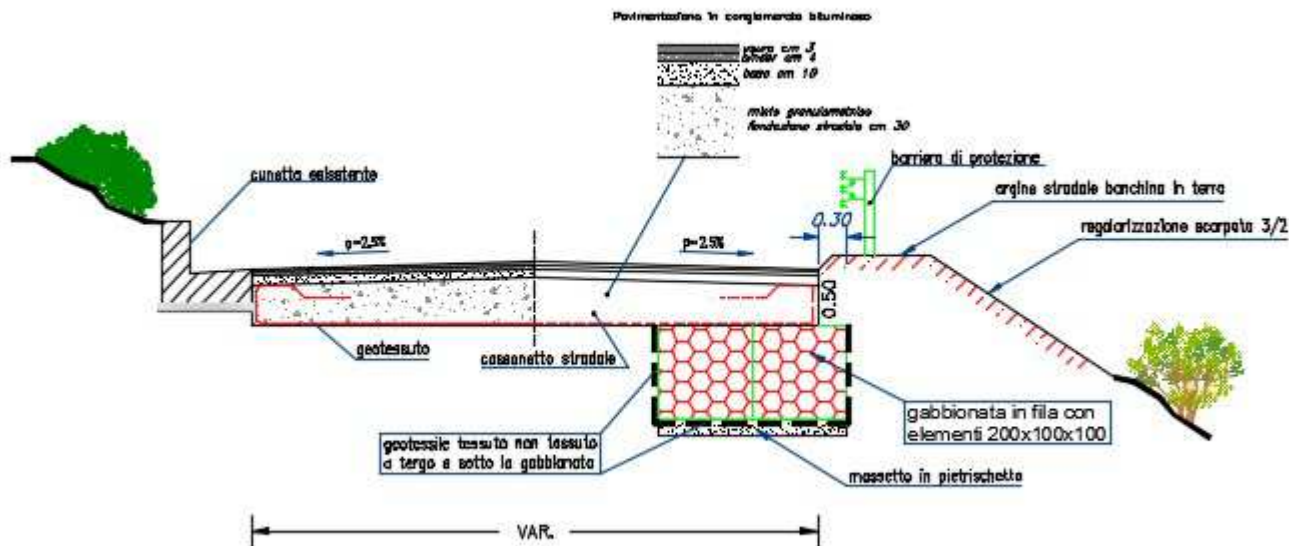 Pavimentazione in conglomerato bituminoso
usura cm 3
binder cm 4
base cm 10
misto granulometrico
fondazione stradale cm 30
barriera di protezione
cunetta esistente
argine stradale banchina in terra
0.30
regolarizzazione scarpata 3/2
p=2.5%
p=2.5%
0.50
geotessuto
cassonetto stradale
gabbionata in fila con
elementi 200x100x100
geotessile tessuto non tessuto
a tergo e sotto la gabbionata
massetto in pietrischetto
VAR.